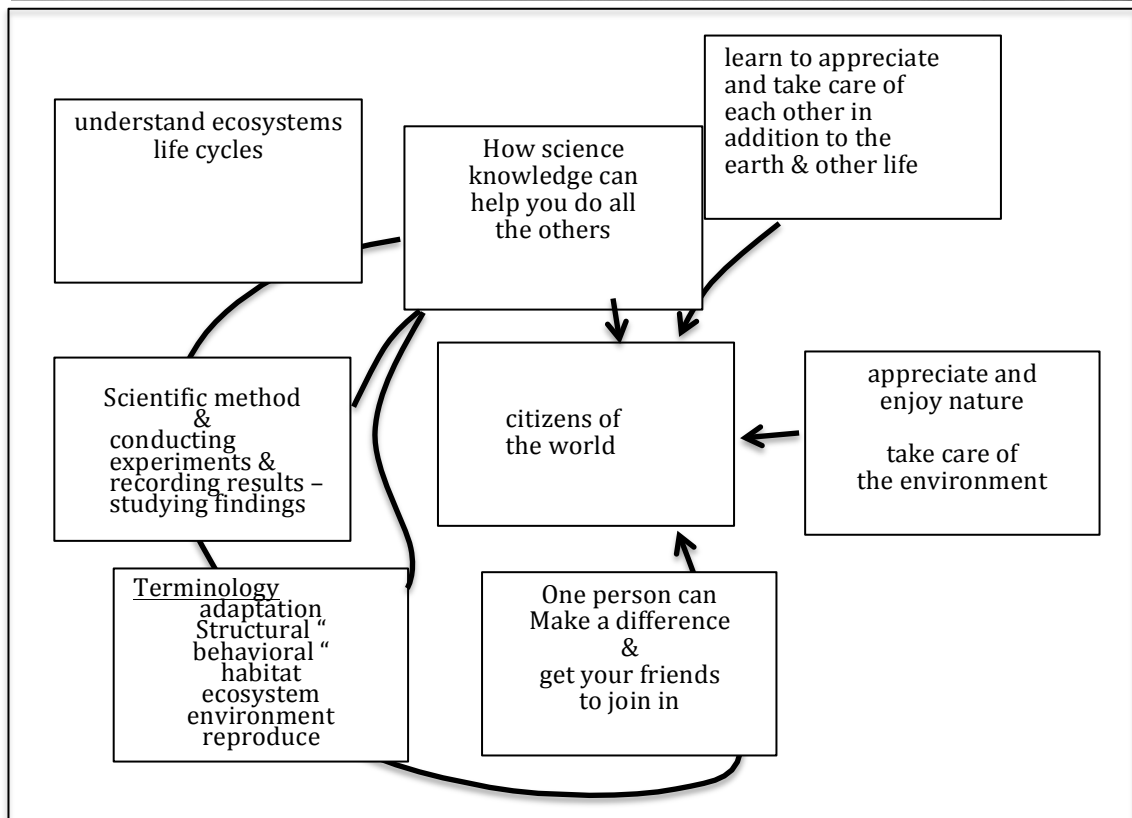 understand ecosystems
life cycles
How science
knowledge can
help you do all
the others
learn to appreciate
and take care of
each other in
addition to the
earth & other life
Scientific method
&
conducting
experiments &
recording results –
studying findings
citizens of
the world
appreciate and
enjoy nature
take care of
the environment
Terminology
adaptation
Structural “
behavioral “
habitat
ecosystem
environment
reproduce
One person can
Make a difference
&
get your friends
to join in